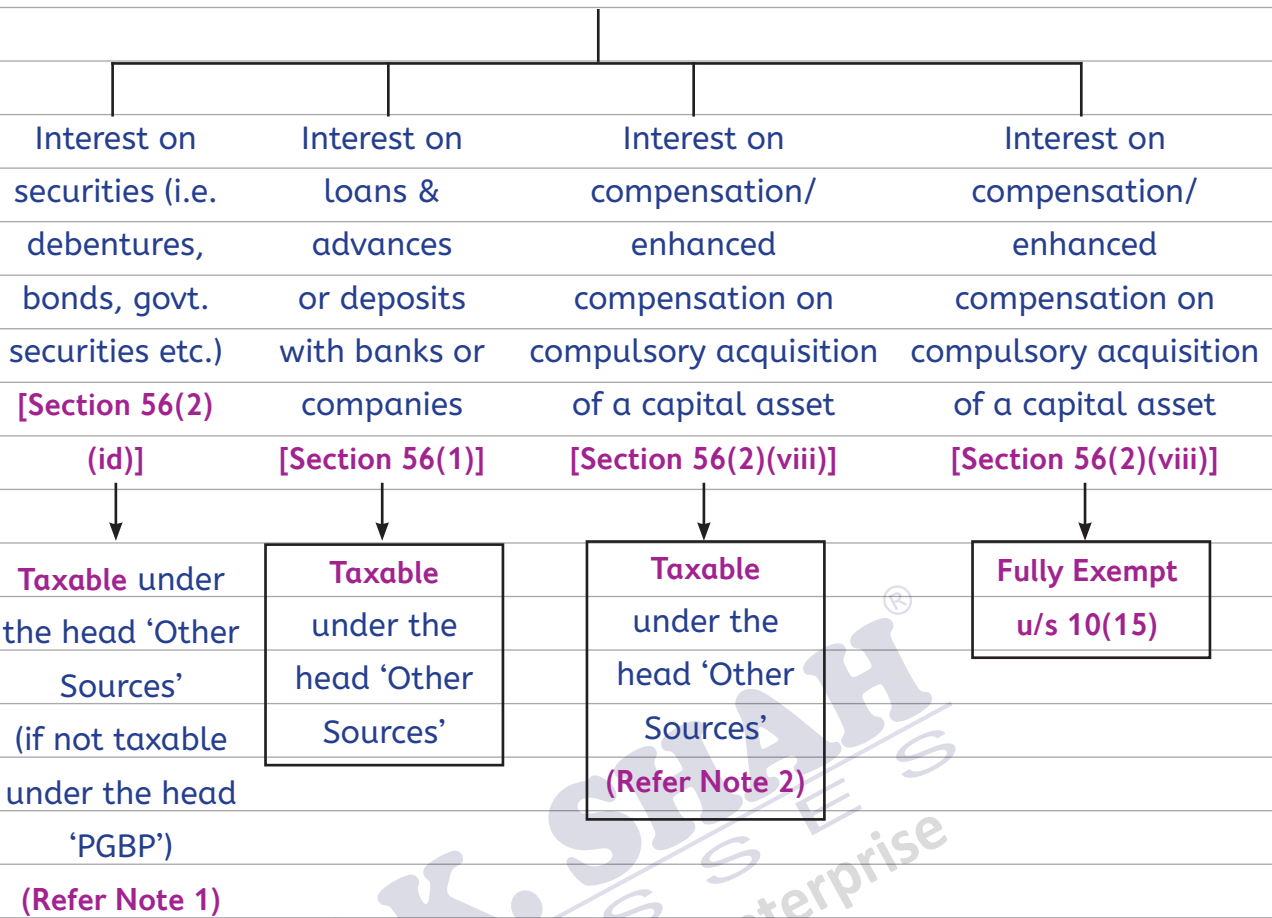 Interest on
securities (i.e.
debentures,
bonds, govt.
securities etc.)
[Section 56(2)
(id)]
Taxable under
the head ‘Other
Sources’
(if not taxable
under the head
‘PGBP’)
(Refer Note 1)
Interest on
loans &
advances
or deposits
with banks or
companies
[Section 56(1)]
Taxable
under the
head ‘Other
Sources’
Interest on
compensation/
enhanced
compensation on
compulsory acquisition
of a capital asset
[Section 56(2)(viii)]
Taxable
under the
head ‘Other
Sources’
(Refer Note 2)
Interest on
compensation/
enhanced
compensation on
compulsory acquisition
of a capital asset
[Section 56(2)(viii)]
Fully Exempt
u/s 10(15)
K. SHAH ®